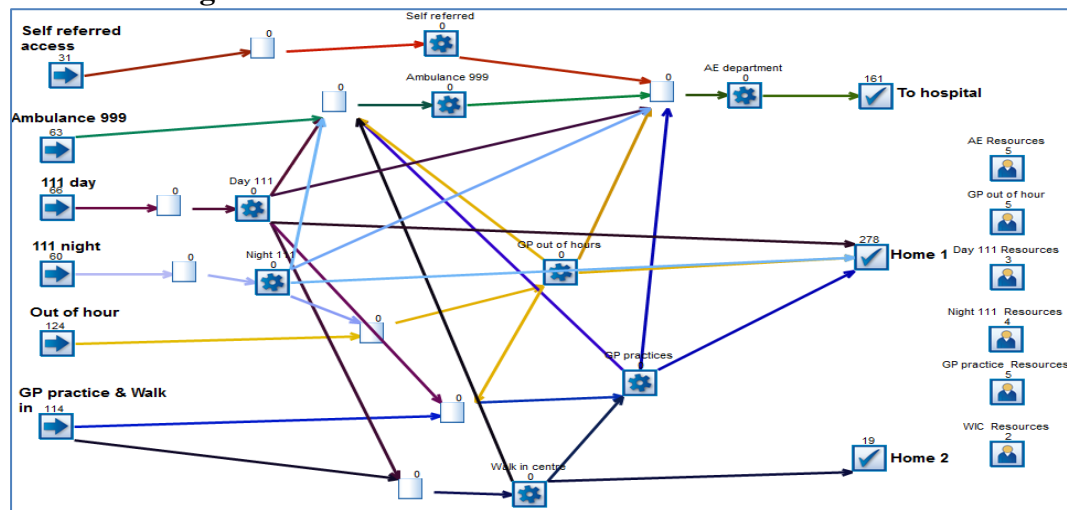 Self referred
0
Self referred
access
31
0
0
Ambulance 999
0
0
AE department
0
161
To hospital
Ambulance 999
63
AE Resources
5
111 day
66
0
Day 111
0
GP out of hour
5
111 night
60
0
Night 111
0
GP out of hours
0
278
Home 1
Day 111 Resources
3
Out of hour
124
0
Night 111 Resources
4
GP practices
GP practice Resources
5
GP practice & Walk
in
114
0
19
Home 2
WIC Resources
2
0
Walk in centre
0